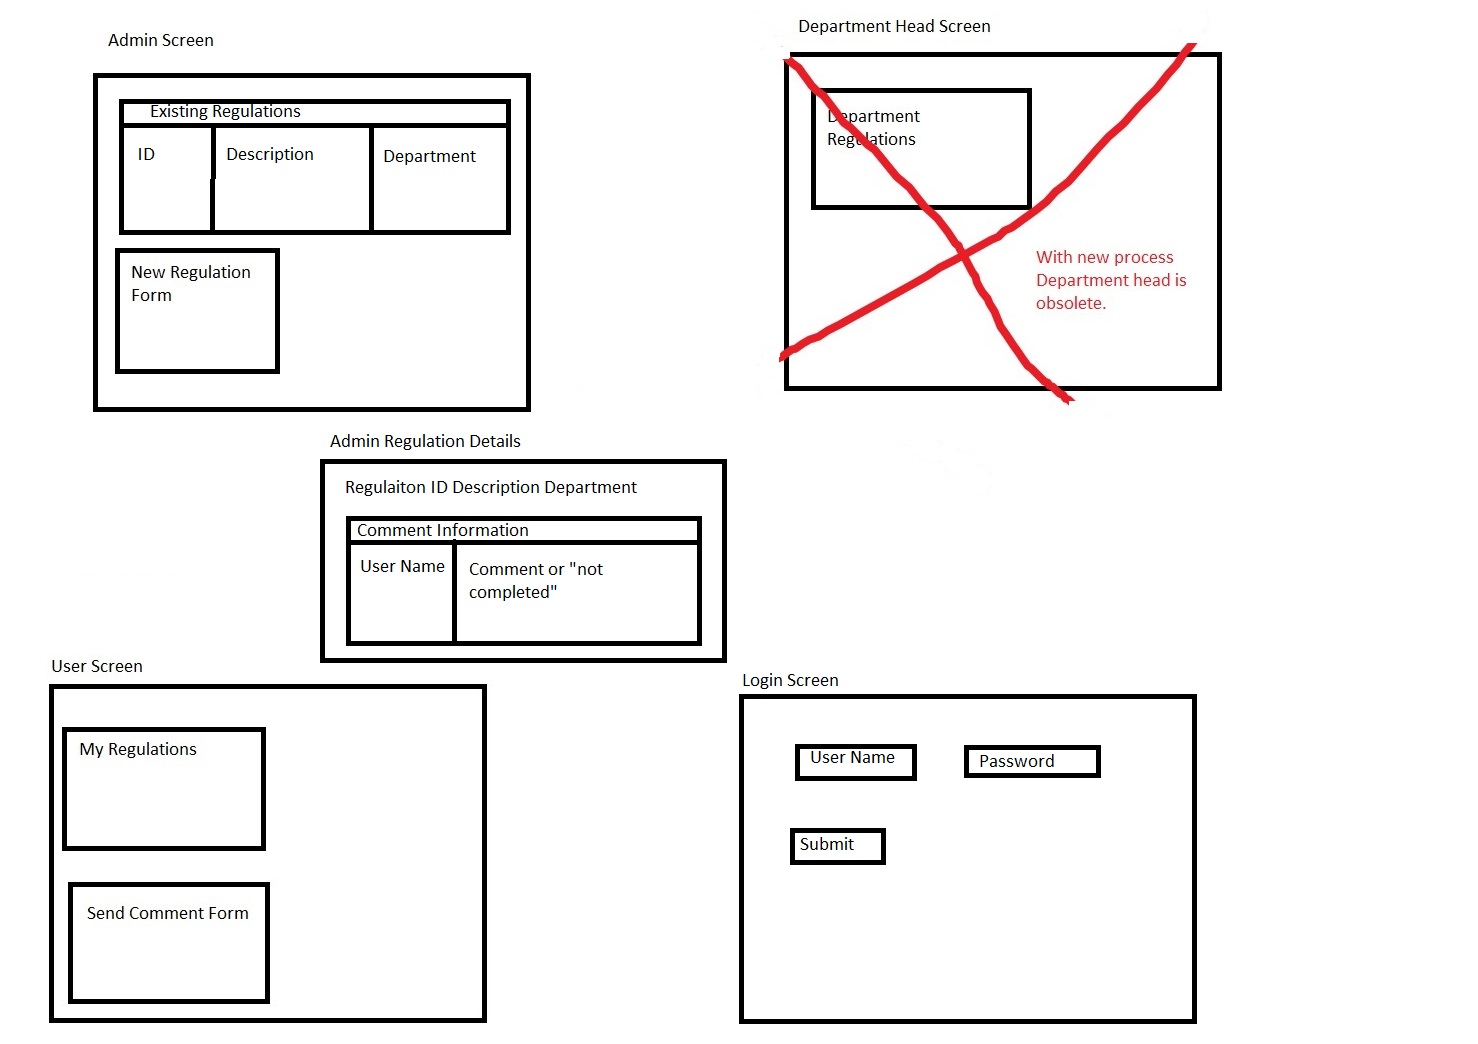 Admin Screen
Existing Regulations
ID
Description
Department
New Regulation
Form
Department Head Screen
Department
Regulations
With new process
Department head is
obsolete.
Admin Regulation Details
Regulaiton ID Description Department
Comment Information
User Name
Comment or "not
completed"
User Screen
My Regulations
Send Comment Form
Login Screen
User Name
Password
Submit